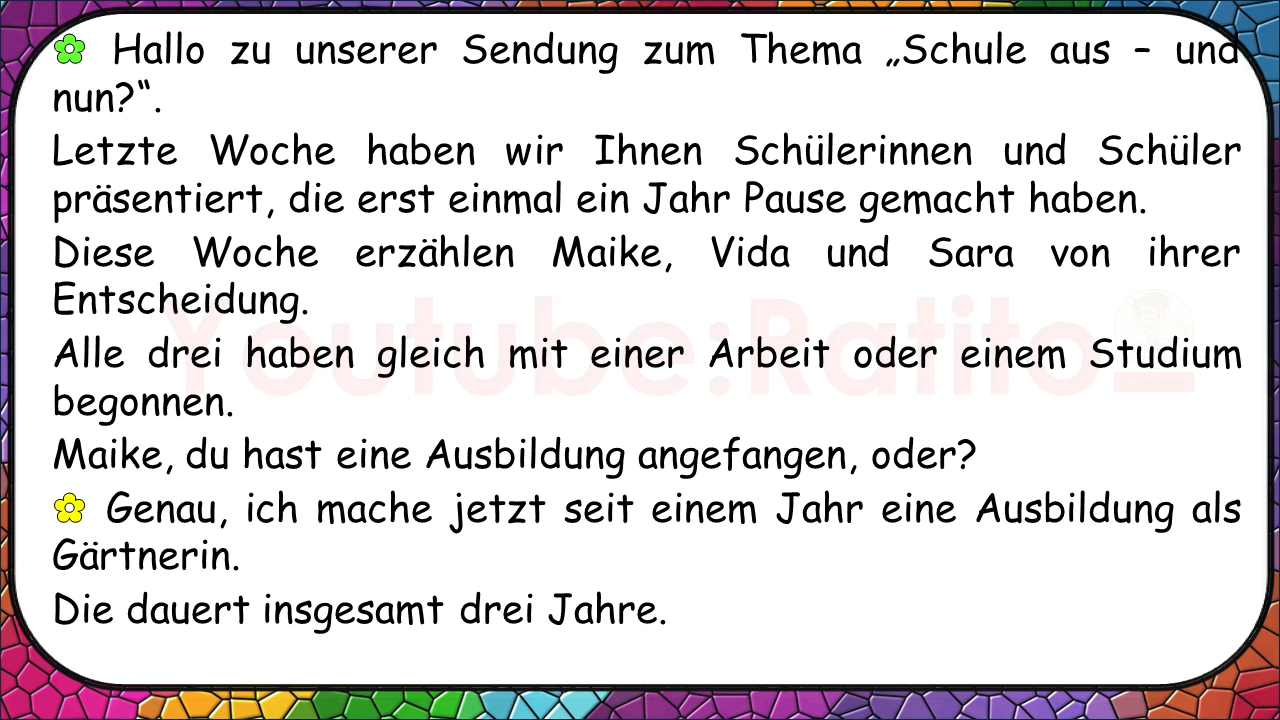 Hallo zu unserer Sendung zum Thema „Schule aus – und
nun?“.
Letzte Woche haben wir Ihnen Schülerinnen und Schüler
präsentiert, die erst einmal ein Jahr Pause gemacht haben.
Diese Woche erzählen Maike, Vida und Sara von ihrer
Entscheidung.
Youtube:Ratito
Alle drei haben gleich mit einer Arbeit oder einem Studium
begonnen.
Maike, du hast eine Ausbildung angefangen, oder?
Genau, ich mache jetzt seit einem Jahr eine Ausbildung als
Gärtnerin.
Die dauert insgesamt drei Jahre.